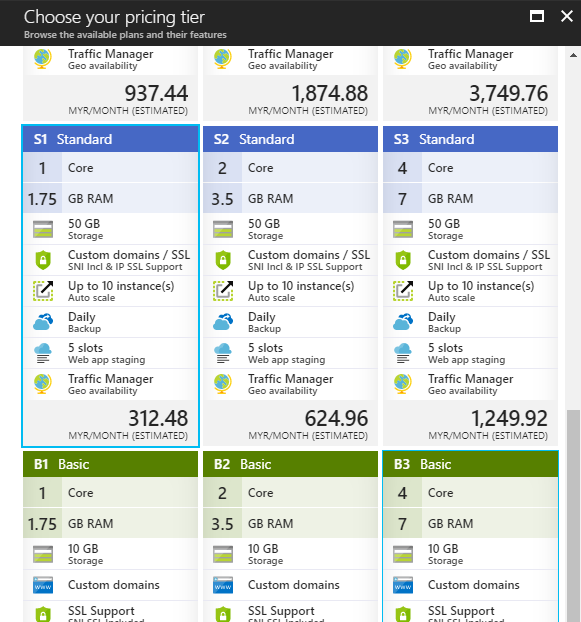 Choose your pricing tier
Browse the available plans and their features
Traffic Manager
Geo availability
937.44
MYR/MONTH (ESTIMATED)
Traffic Manager
Geo availability
1,874.88
MYR/MONTH (ESTIMATED)
Traffic Manager
Geo availability
3,749.76
MYR/MONTH (ESTIMATED)
S1 Standard
1 Core
1.75 GB RAM
50 GB
Storage
Custom domains / SSL
SNI Incl & IP SSL Support
Up to 10 instance(s)
Auto scale
Daily
Backup
5 slots
Web app staging
Traffic Manager
Geo availability
312.48
MYR/MONTH (ESTIMATED)
S2 Standard
2 Core
3.5 GB RAM
50 GB
Storage
Custom domains / SSL
SNI Incl & IP SSL Support
Up to 10 instance(s)
Auto scale
Daily
Backup
5 slots
Web app staging
Traffic Manager
Geo availability
624.96
MYR/MONTH (ESTIMATED)
S3 Standard
4 Core
7 GB RAM
50 GB
Storage
Custom domains / SSL
SNI Incl & IP SSL Support
Up to 10 instance(s)
Auto scale
Daily
Backup
5 slots
Web app staging
Traffic Manager
Geo availability
1,249.92
MYR/MONTH (ESTIMATED)
B1 Basic
1 Core
1.75 GB RAM
10 GB
Storage
Custom domains
SSL Support
B2 Basic
2 Core
3.5 GB RAM
10 GB
Storage
Custom domains
SSL Support
B3 Basic
4 Core
7 GB RAM
10 GB
Storage
Custom domains
SSL Support